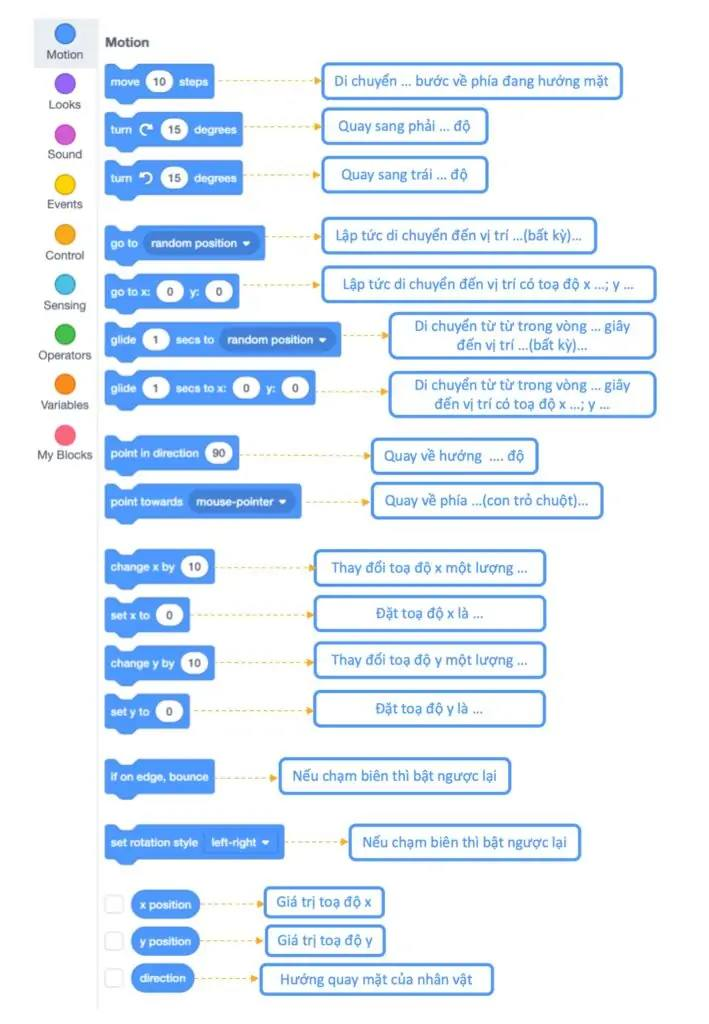 Motion
Looks
Sound
Events
Control
Sensing
Operators
Variables
My Blocks
Motion
move 10 steps
Di chuyển ... bước về phía đang hướng mặt
turn 15 degrees
Quay sang phải ... độ
turn 15 degrees
Quay sang trái ... độ
go to random position
Lập tức di chuyển đến vị trí ...(bất kỳ)...
go to x: 0 y: 0
Lập tức di chuyển đến vị trí có toạ độ x ...; y ...
glide 1 secs to random position
Di chuyển từ từ trong vòng ... giây
đến vị trí ...(bất kỳ)...
glide 1 secs to x: 0 y: 0
Di chuyển từ từ trong vòng ... giây
đến vị trí có toạ độ x ...; y ...
point in direction 90
Quay về hướng .... độ
point towards mouse-pointer
Quay về phía ...(con trỏ chuột)...
change x by 10
Thay đổi toạ độ x một lượng ...
set x to 0
Đặt toạ độ x là ...
change y by 10
Thay đổi toạ độ y một lượng ...
set y to 0
Đặt toạ độ y là ...
if on edge, bounce
Nếu chạm biên thì bật ngược lại
set rotation style left-right
Nếu chạm biên thì bật ngược lại
x position
Giá trị toạ độ x
y position
Giá trị toạ độ y
direction
Hướng quay mặt của nhân vật